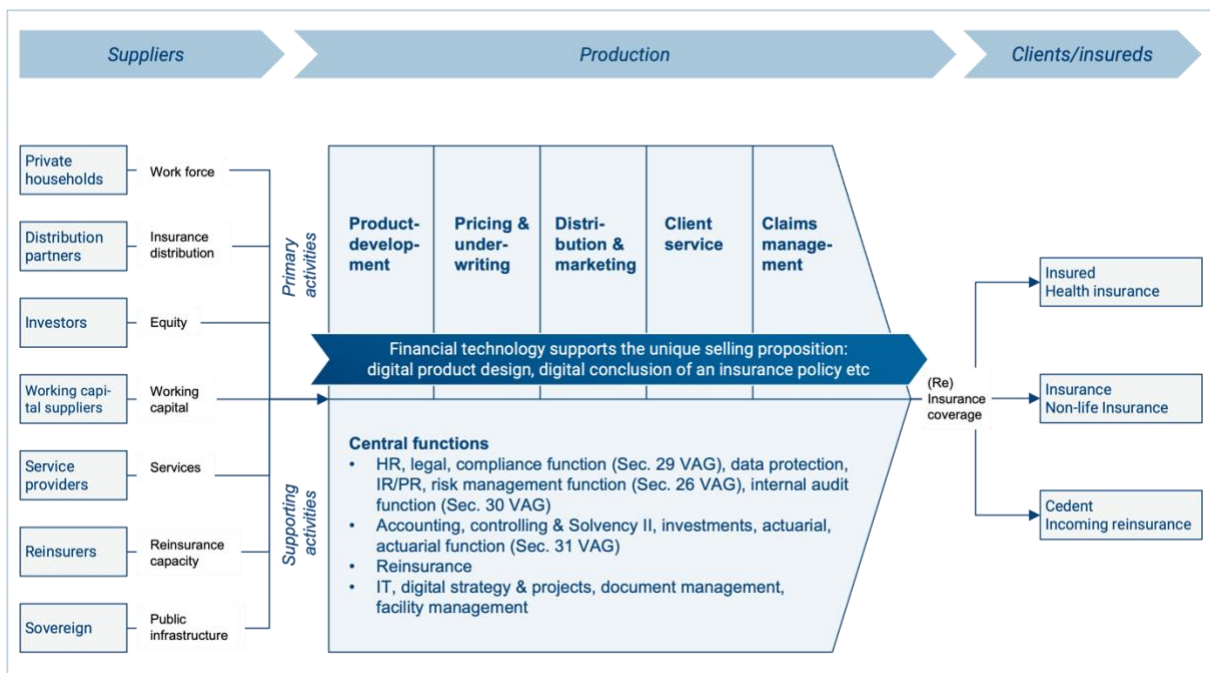 Suppliers
Production
Clients/insureds
Private
households
Work force
Distribution
partners
Insurance
distribution
Investors
Equity
Working capi-
tal suppliers
Working
capital
Service
providers
Services
Reinsurers
Reinsurance
capacity
Sovereign
Public
infrastructure
Primary
activities
Supporting
activities
Product-
develop-
ment
Pricing &
under-
writing
Distri-
bution &
marketing
Client
service
Claims
manage-
ment
Financial technology supports the unique selling proposition:
digital product design, digital conclusion of an insurance policy etc
Central functions
• HR, legal, compliance function (Sec. 29 VAG), data protection,
IR/PR, risk management function (Sec. 26 VAG), internal audit
function (Sec. 30 VAG)
• Accounting, controlling & Solvency II, investments, actuarial,
actuarial function (Sec. 31 VAG)
• Reinsurance
• IT, digital strategy & projects, document management,
facility management
(Re)
Insurance
coverage
Insured
Health insurance
Insurance
Non-life Insurance
Cedent
Incoming reinsurance